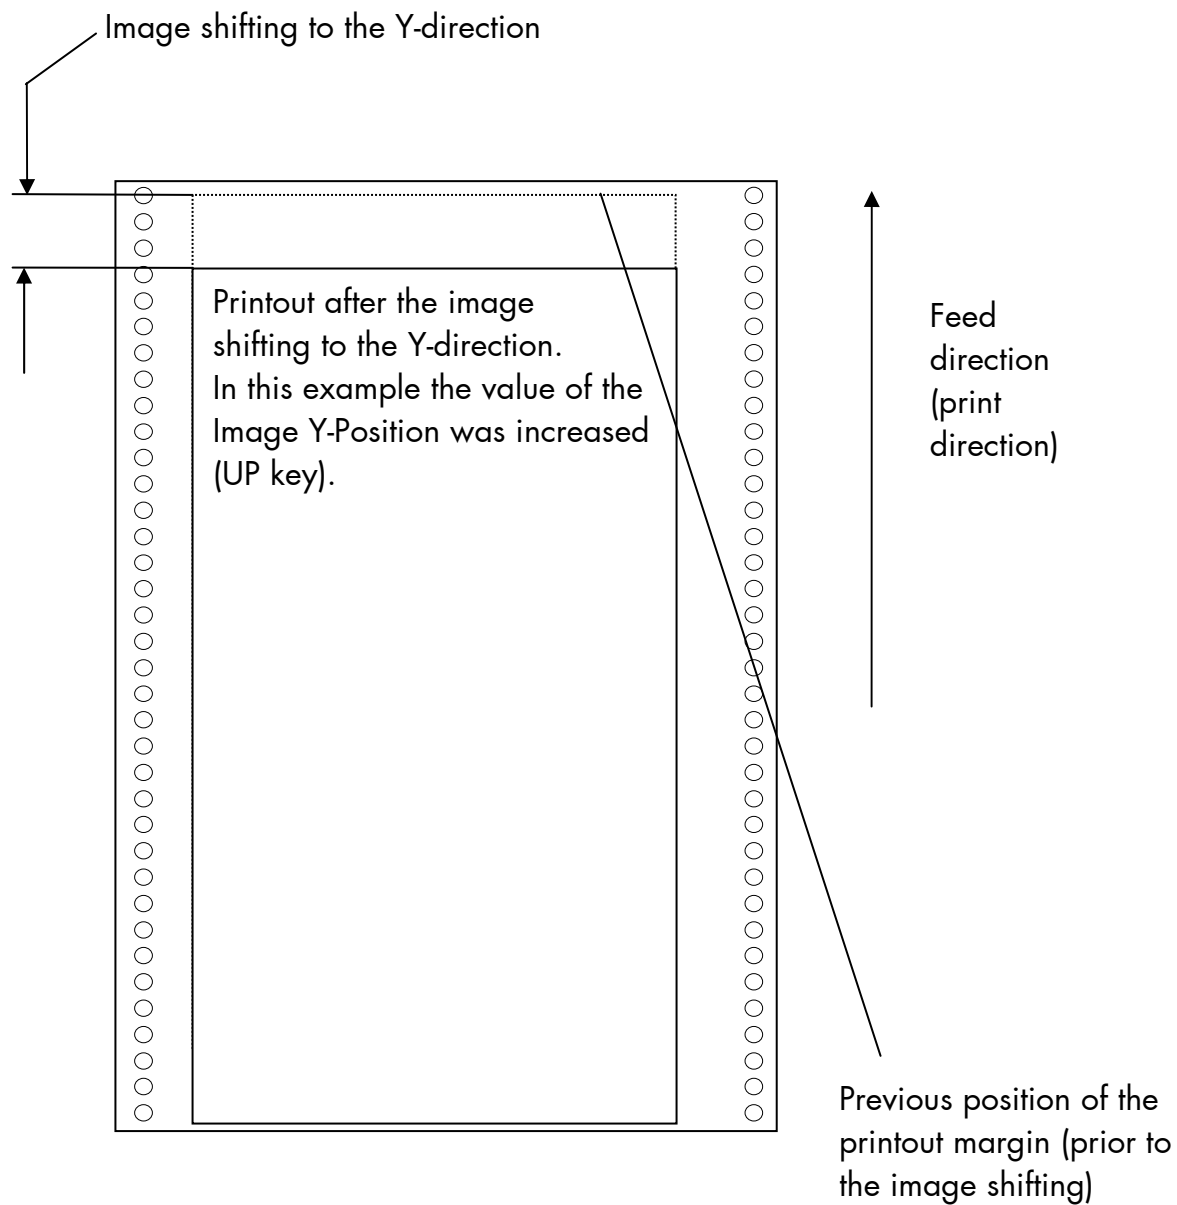 Image shifting to the Y-direction
Printout after the image
shifting to the Y-direction.
In this example the value of the
Image Y-Position was increased
(UP key).
Feed
direction
(print
direction)
Previous position of the
printout margin (prior to
the image shifting)